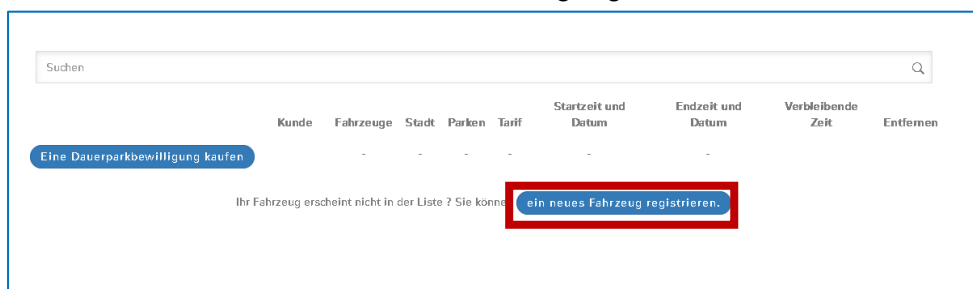 Suchen
Kunde Fahrzeuge Stadt Parken Tarif Startzeit und Datum Endzeit und Datum Verbleibende Zeit Entfernen
Eine Dauerparkbewilligung kaufen - - - - - -
Ihr Fahrzeug erscheint nicht in der Liste ? Sie könne ein neues Fahrzeug registrieren.